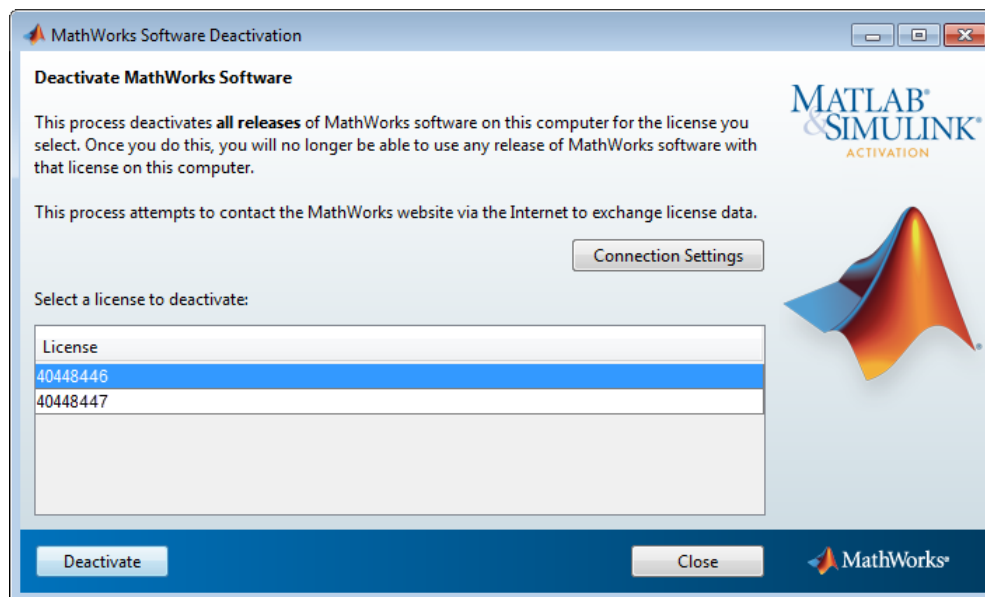 MathWorks Software Deactivation
Deactivate MathWorks Software
This process deactivates all releases of MathWorks software on this computer for the license you
select. Once you do this, you will no longer be able to use any release of MathWorks software with
that license on this computer.
This process attempts to contact the MathWorks website via the Internet to exchange license data.
Connection Settings
Select a license to deactivate:
License
40448446
40448447
Deactivate
Close
MATLAB®
&SIMULINK®
ACTIVATION
MathWorks®